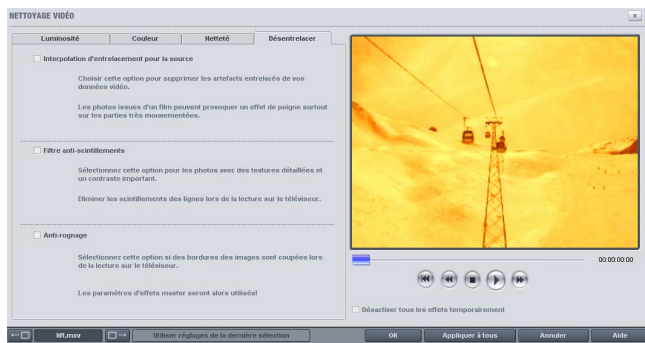 NETTOYAGE VIDÉO
Luminosité
Couleur
Netteté
Désentrelacer
Interpolation d'entrelacement pour la source
Choisir cette option pour supprimer les artefacts entrelacés de vos
données vidéo.
Les photos issues d'un film peuvent provoquer un effet de peigne surtout
sur les parties très mouvementées.
Filtre anti-scintillements
Sélectionnez cette option pour les photos avec des textures détaillées et
un contraste important.
Eliminer les scintillements des lignes lors de la lecture sur le téléviseur.
Anti-rognage
Sélectionnez cette option si des bordures des images sont coupées lors
de la lecture sur le téléviseur.
Les paramètres d'effets master seront alors utilisés!
00:00:00:00
Désactiver tous les effets temporairement
lift.mxv
Utiliser réglages de la dernière sélection
OK
Appliquer à tous
Annuler
Aide